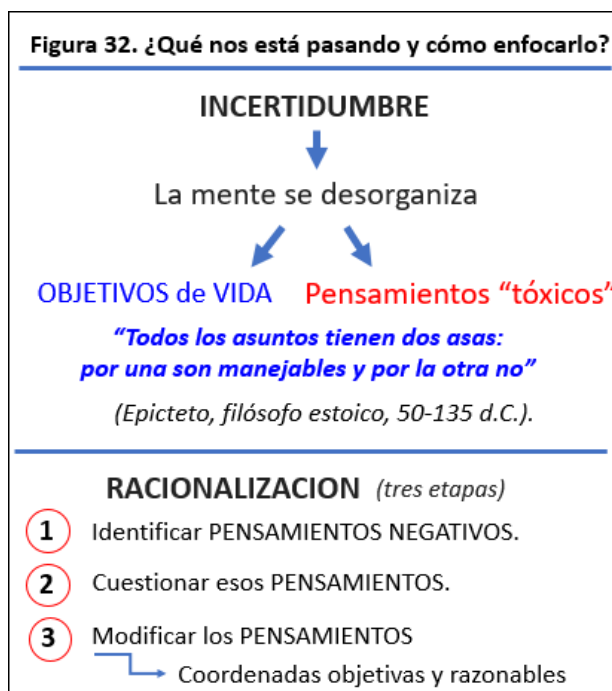 Figura 32. ¿Qué nos está pasando y cómo enfocarlo?
INCERTIDUMBRE
La mente se desorganiza
OBJETIVOS de VIDA Pensamientos “tóxicos”
“Todos los asuntos tienen dos asas:
por una son manejables y por la otra no”
(Epicteto, filósofo estoico, 50-135 d.C.).
RACIONALIZACION (tres etapas)
1 Identificar PENSAMIENTOS NEGATIVOS.
2 Cuestionar esos PENSAMIENTOS.
3 Modificar los PENSAMIENTOS
Coordenadas objetivas y razonables